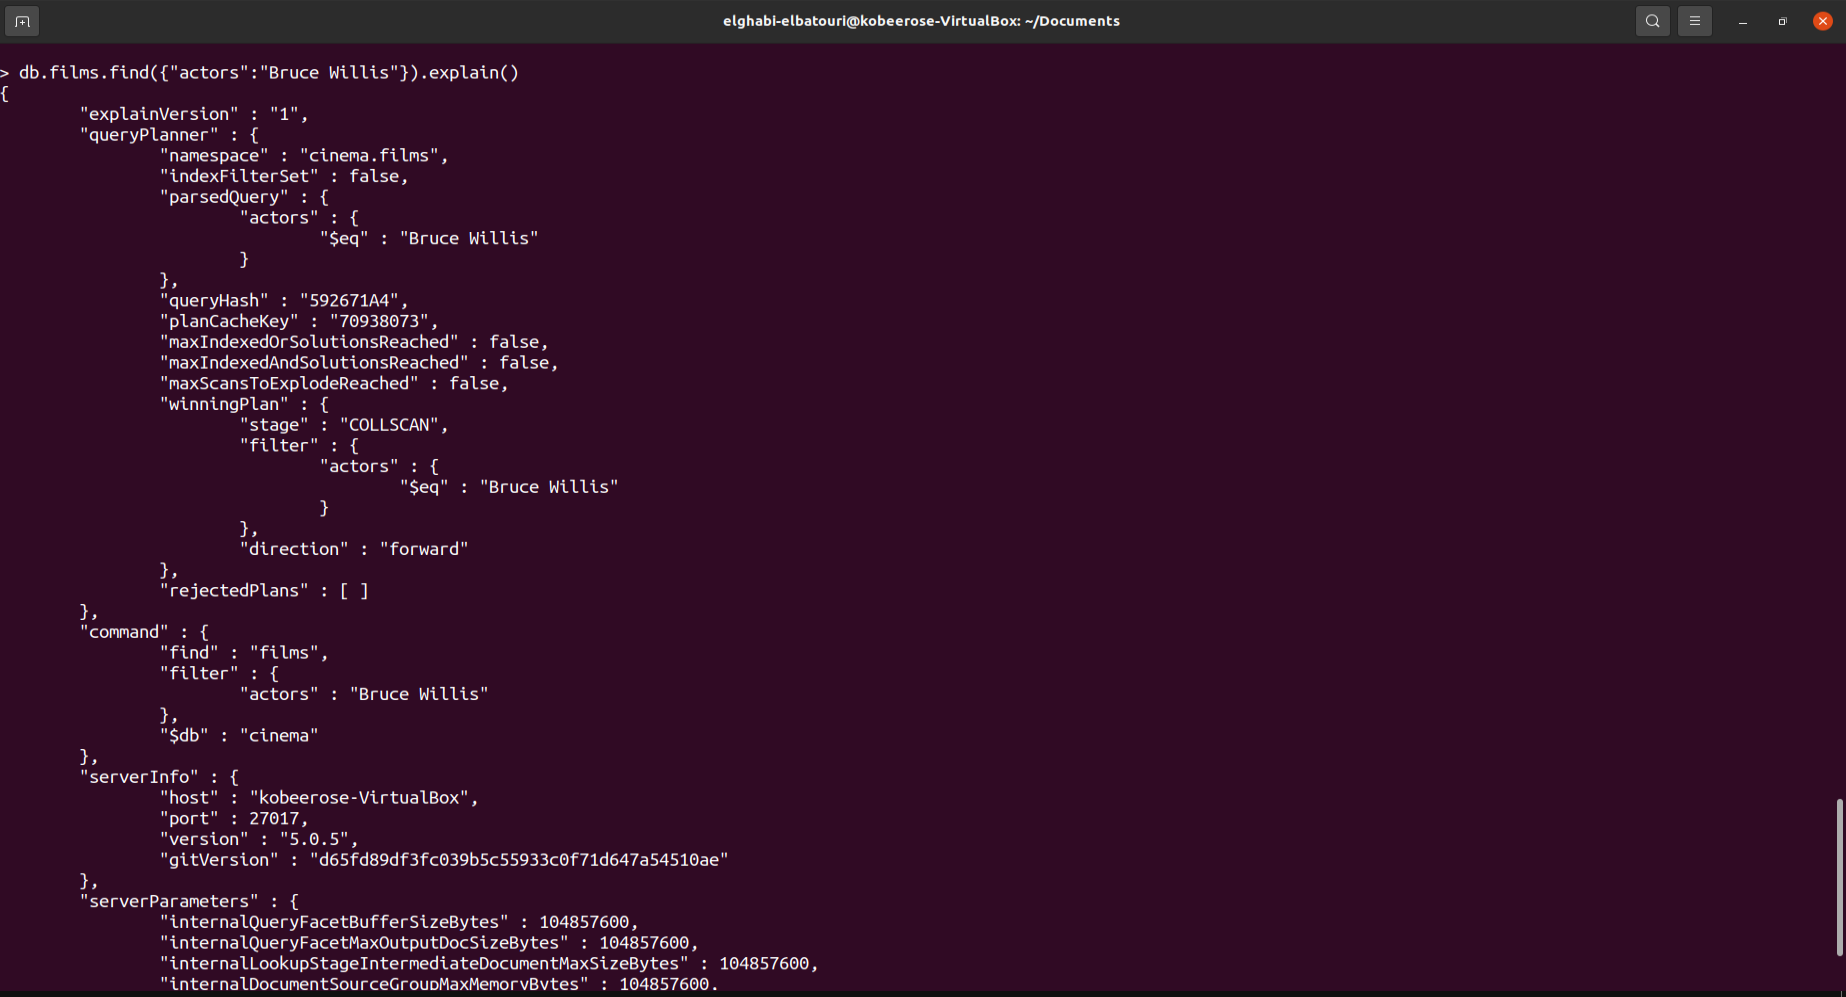 elghabi-elbatouri@kobeerose-VirtualBox: ~/Documents
> db.films.find({"actors":"Bruce Willis"}).explain()
{
        "explainVersion" : "1",
        "queryPlanner" : {
                "namespace" : "cinema.films",
                "indexFilterSet" : false,
                "parsedQuery" : {
                        "actors" : {
                                "$eq" : "Bruce Willis"
                        }
                },
                "queryHash" : "592671A4",
                "planCacheKey" : "70938073",
                "maxIndexedOrSolutionsReached" : false,
                "maxIndexedAndSolutionsReached" : false,
                "maxScansToExplodeReached" : false,
                "winningPlan" : {
                        "stage" : "COLLSCAN",
                        "filter" : {
                                "actors" : {
                                        "$eq" : "Bruce Willis"
                                }
                        },
                        "direction" : "forward"
                },
                "rejectedPlans" : [ ]
        },
        "command" : {
                "find" : "films",
                "filter" : {
                        "actors" : "Bruce Willis"
                },
                "$db" : "cinema"
        },
        "serverInfo" : {
                "host" : "kobeerose-VirtualBox",
                "port" : 27017,
                "version" : "5.0.5",
                "gitVersion" : "d65fd89df3fc039b5c55933c0f71d647a54510ae"
        },
        "serverParameters" : {
                "internalQueryFacetBufferSizeBytes" : 104857600,
                "internalQueryFacetMaxOutputDocSizeBytes" : 104857600,
                "internalLookupStageIntermediateDocumentMaxSizeBytes" : 104857600,
                "internalDocumentSourceGroupMaxMemoryBytes" : 104857600,